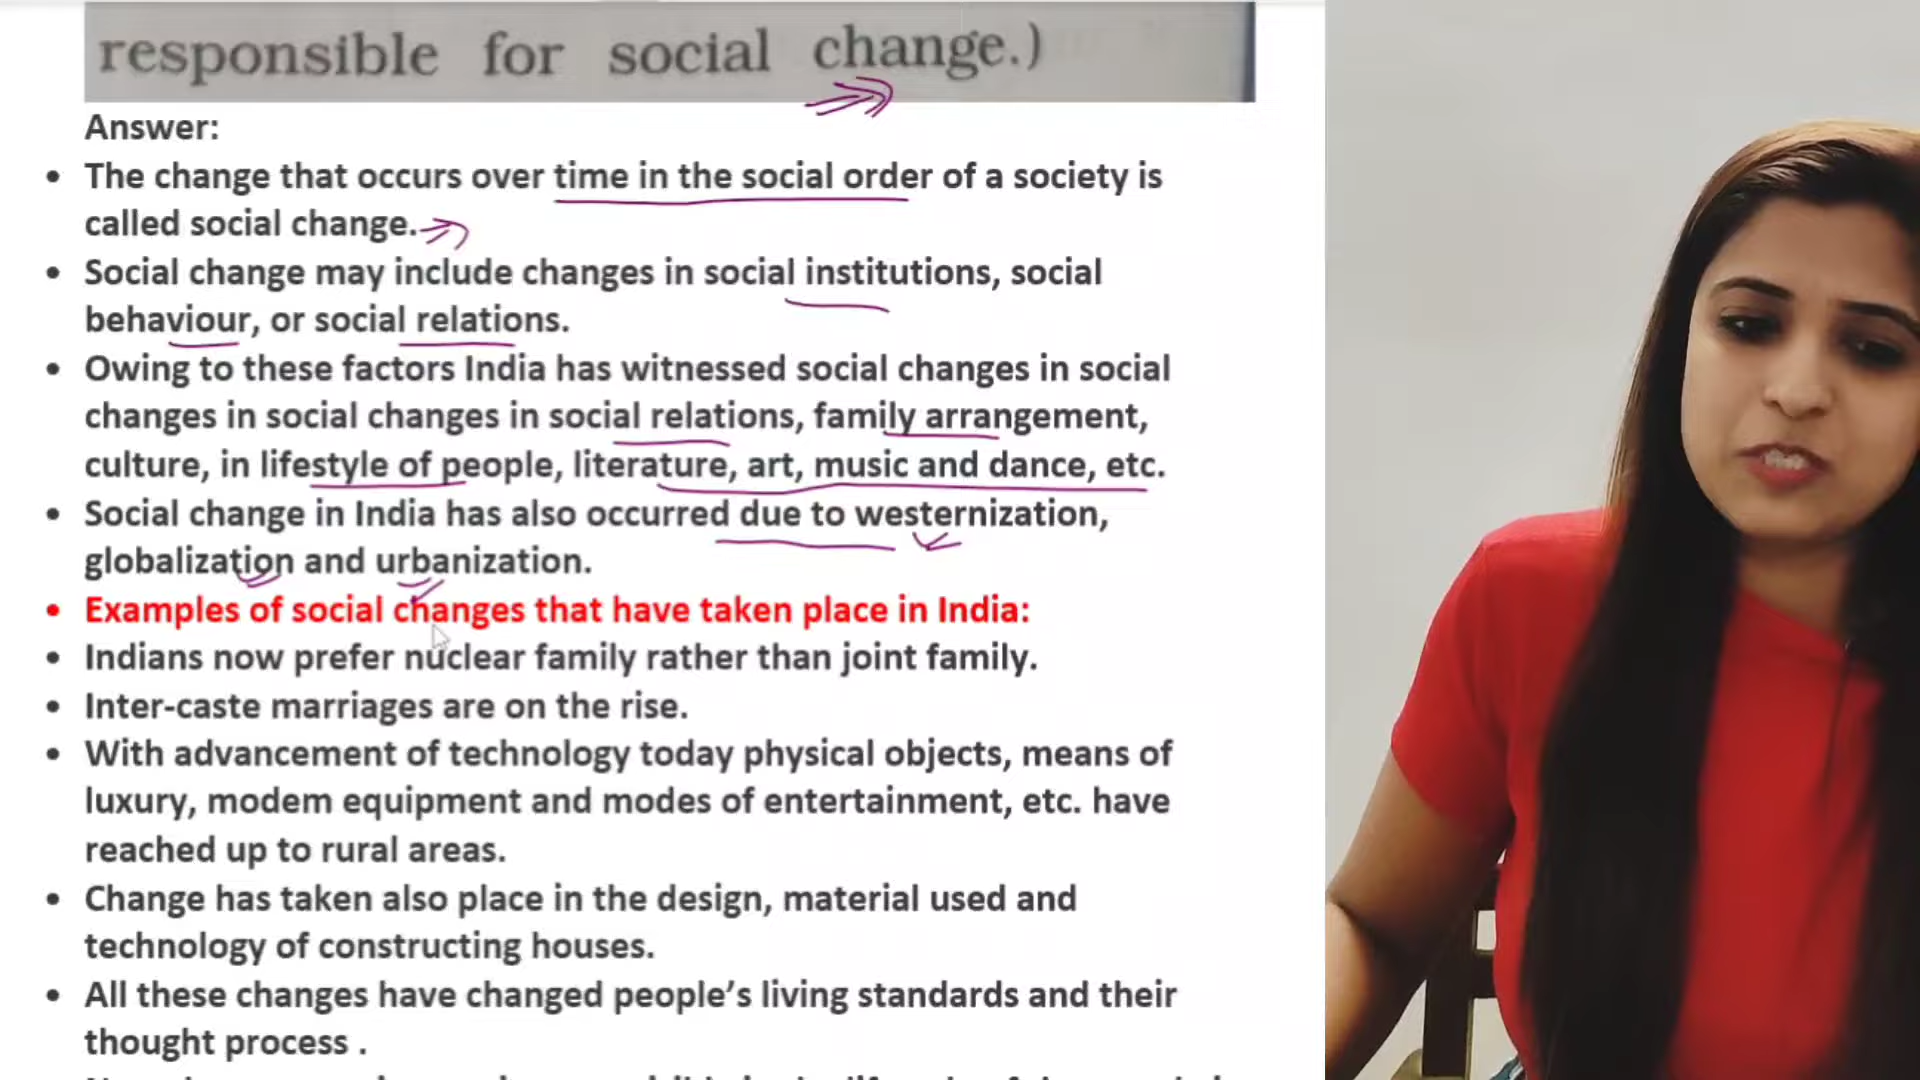 responsible for social change.)
Answer:
• The change that occurs over time in the social order of a society is
called social change.
• Social change may include changes in social institutions, social
behaviour, or social relations.
• Owing to these factors India has witnessed social changes in social
changes in social changes in social relations, family arrangement,
culture, in lifestyle of people, literature, art, music and dance, etc.
• Social change in India has also occurred due to westernization,
globalization and urbanization.
• Examples of social changes that have taken place in India:
• Indians now prefer nuclear family rather than joint family.
• Inter-caste marriages are on the rise.
• With advancement of technology today physical objects, means of
luxury, modem equipment and modes of entertainment, etc. have
reached up to rural areas.
• Change has taken also place in the design, material used and
technology of constructing houses.
• All these changes have changed people’s living standards and their
thought process .